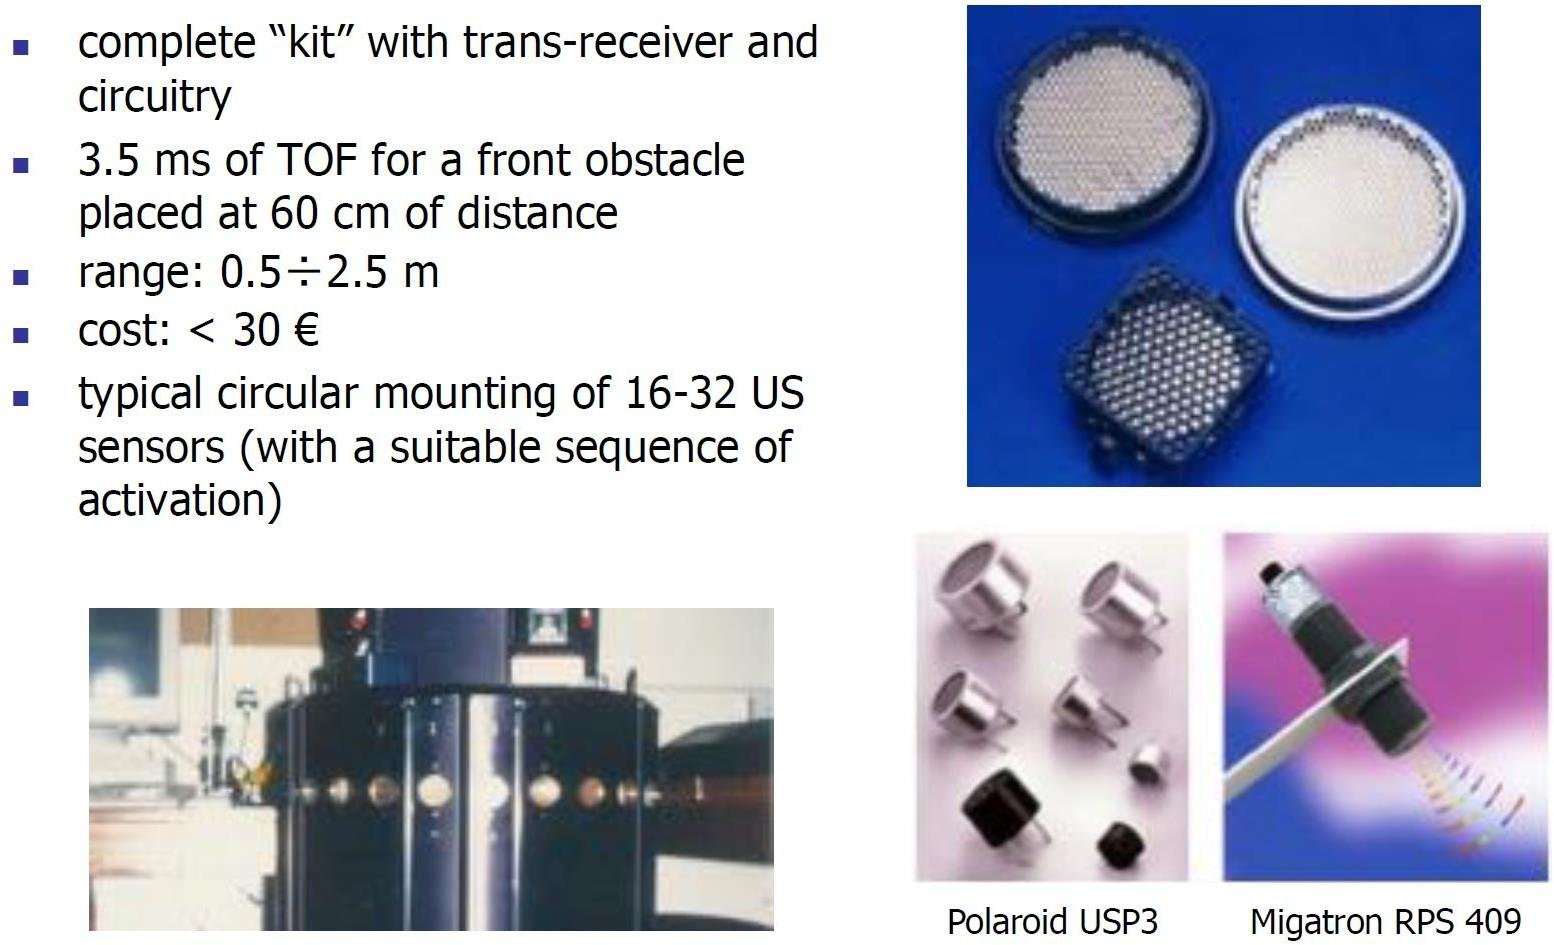 complete “kit” with trans-receiver and
circuitry
3.5 ms of TOF for a front obstacle
placed at 60 cm of distance
range: 0.5÷2.5 m
cost: < 30 €
typical circular mounting of 16-32 US
sensors (with a suitable sequence of
activation)
Polaroid USP3
Migatron RPS 409